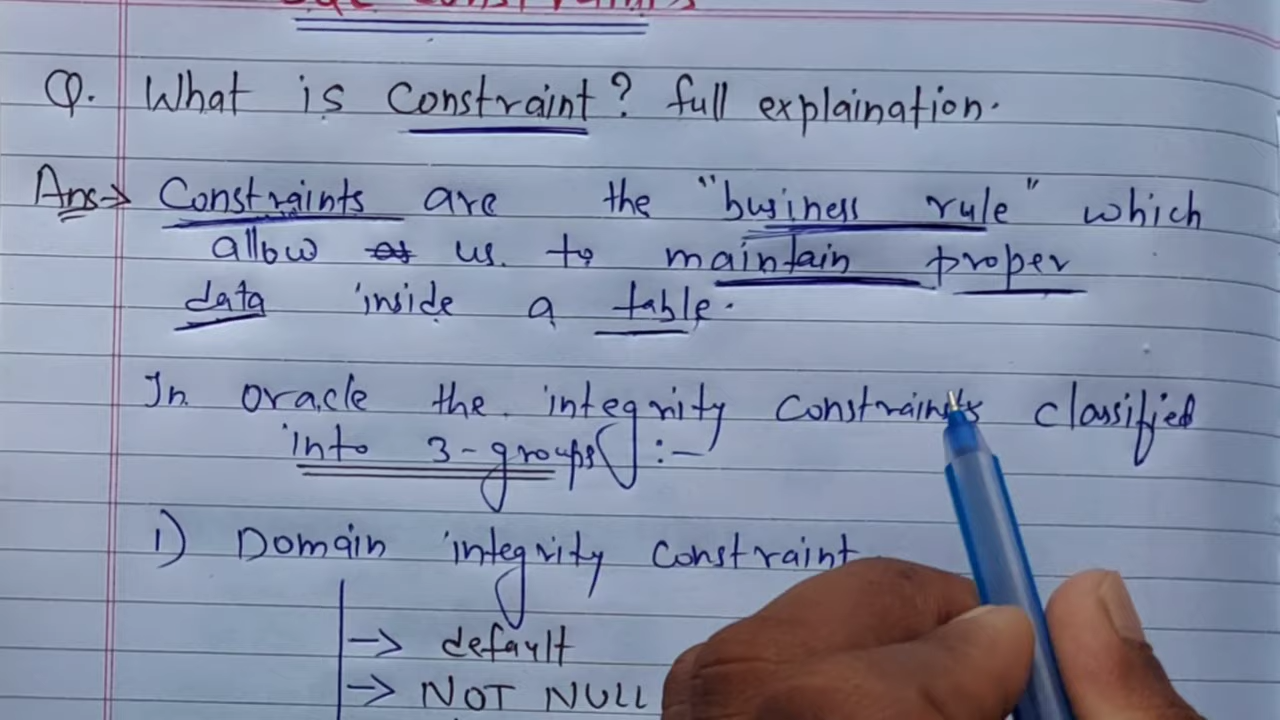 Q. What is Constraint? full explaination.
Ans→ Constraints are the "business rule" which
allow us to maintain proper
data inside a table.
In oracle the integrity constraints classified
into 3-groups :-
1) Domain integrity constraint
→ default
→ NOT NULL